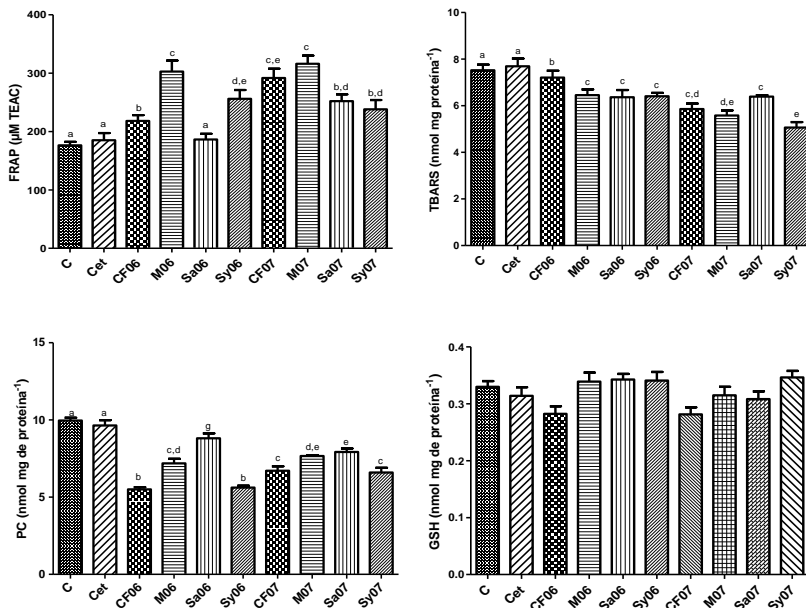 400
300
200
100
0
FRAP (μM TEAC)
a
a
b
c
a
d,e
c,e
c
b,d
b,d
C
Cet
CF06
M06
Sa06
Sy06
CF07
M07
Sa07
Sy07
10
8
6
4
2
0
TBARS (nmol mg proteína⁻¹)
a
a
b
c
c
c
c,d
d,e
c
e
C
Cet
CF06
M06
Sa06
Sy06
CF07
M07
Sa07
Sy07
15
10
5
0
PC (nmol mg de proteína⁻¹)
a
a
b
c,d
g
b
c
d,e
e
c
C
Cet
CF06
M06
Sa06
Sy06
CF07
M07
Sa07
Sy07
0.4
0.3
0.2
0.1
0.0
GSH (nmol mg de proteína⁻¹)
C
Cet
CF06
M06
Sa06
Sy06
CF07
M07
Sa07
Sy07